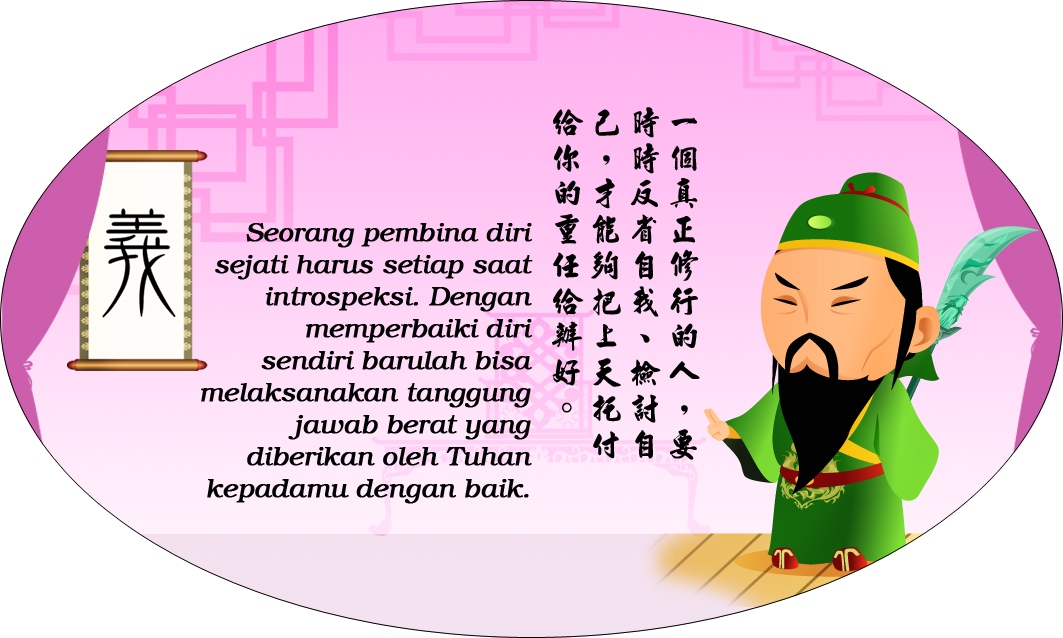 義
Seorang pembina diri
sejati harus setiap saat
introspeksi. Dengan
memperbaiki diri
sendiri barulah bisa
melaksanakan tanggung
jawab berat yang
diberikan oleh Tuhan
kepadamu dengan baik.
一個真正修行的人，要
時時反省自我、檢討自
己，才能夠把上天托付
給你的重任給辦好。